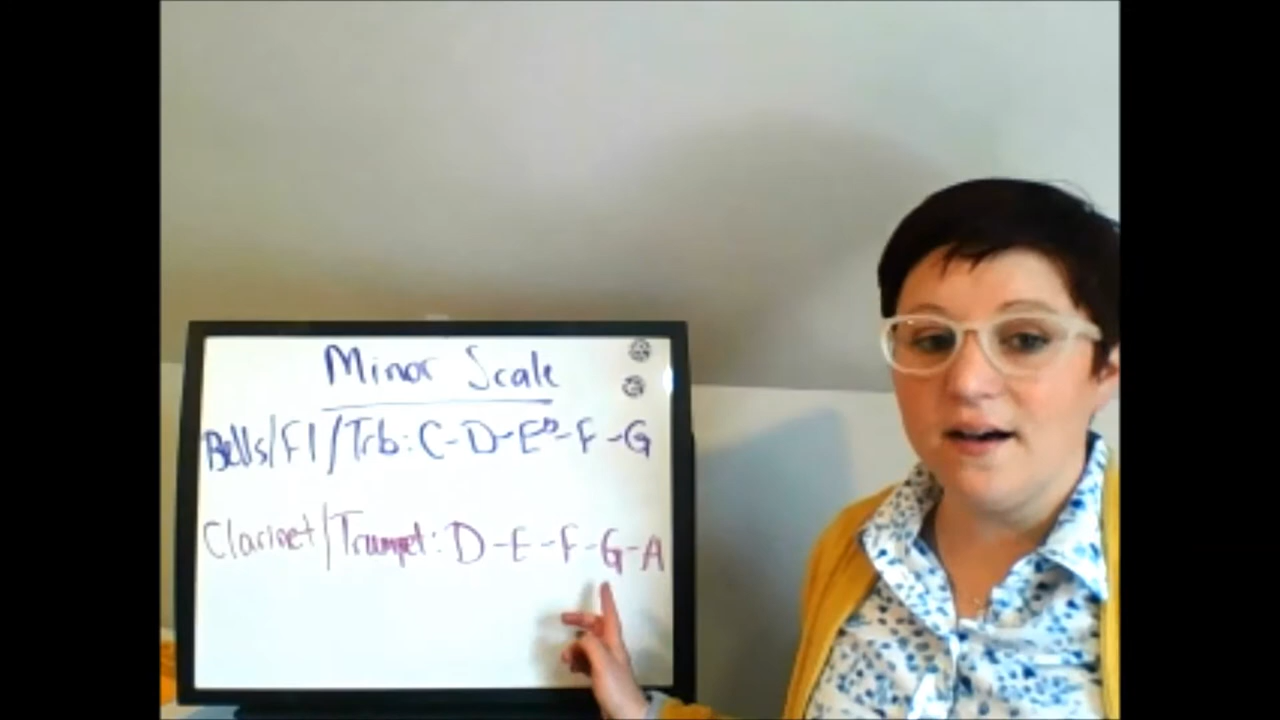 Minor Scale
Bells/Fl/Trb: C-D-E♭-F-G
Clarinet/Trumpet: D-E-F-G-A